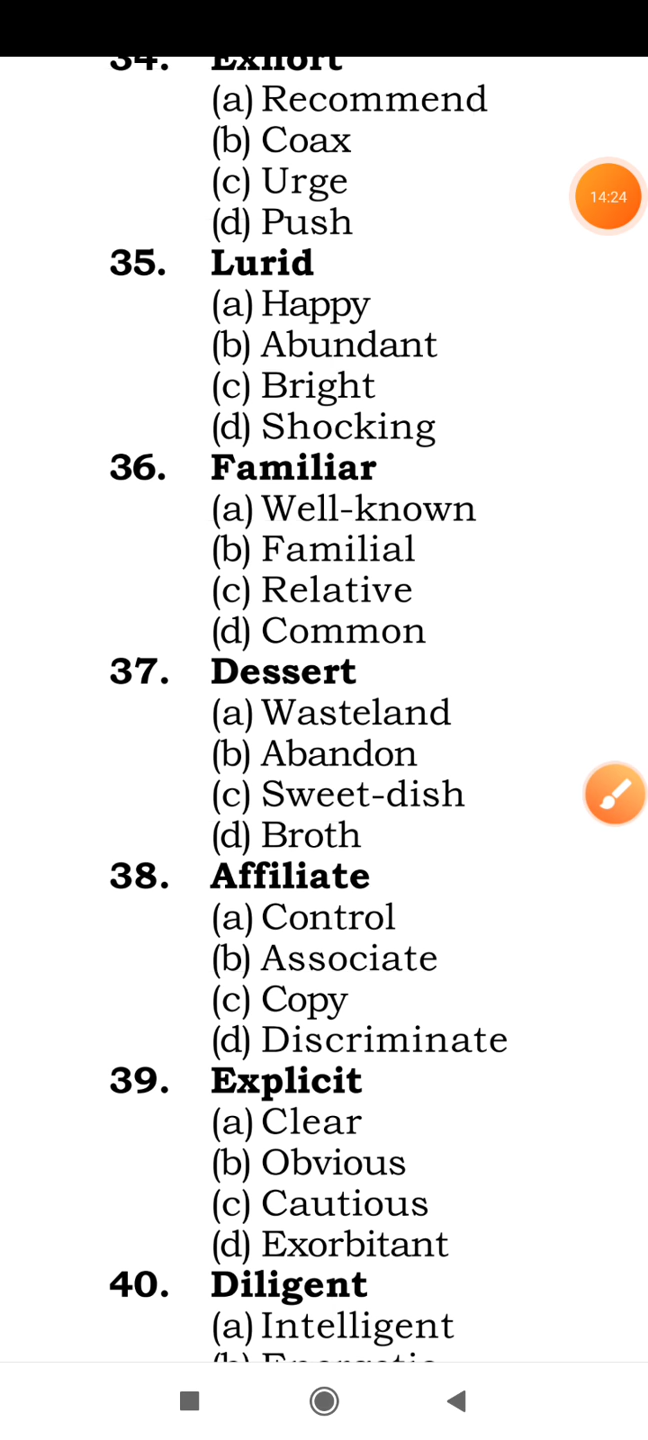 34. Exhort
(a) Recommend
(b) Coax
(c) Urge
(d) Push
14:24
35. Lurid
(a) Happy
(b) Abundant
(c) Bright
(d) Shocking
36. Familiar
(a) Well-known
(b) Familial
(c) Relative
(d) Common
37. Dessert
(a) Wasteland
(b) Abandon
(c) Sweet-dish
(d) Broth
38. Affiliate
(a) Control
(b) Associate
(c) Copy
(d) Discriminate
39. Explicit
(a) Clear
(b) Obvious
(c) Cautious
(d) Exorbitant
40. Diligent
(a) Intelligent